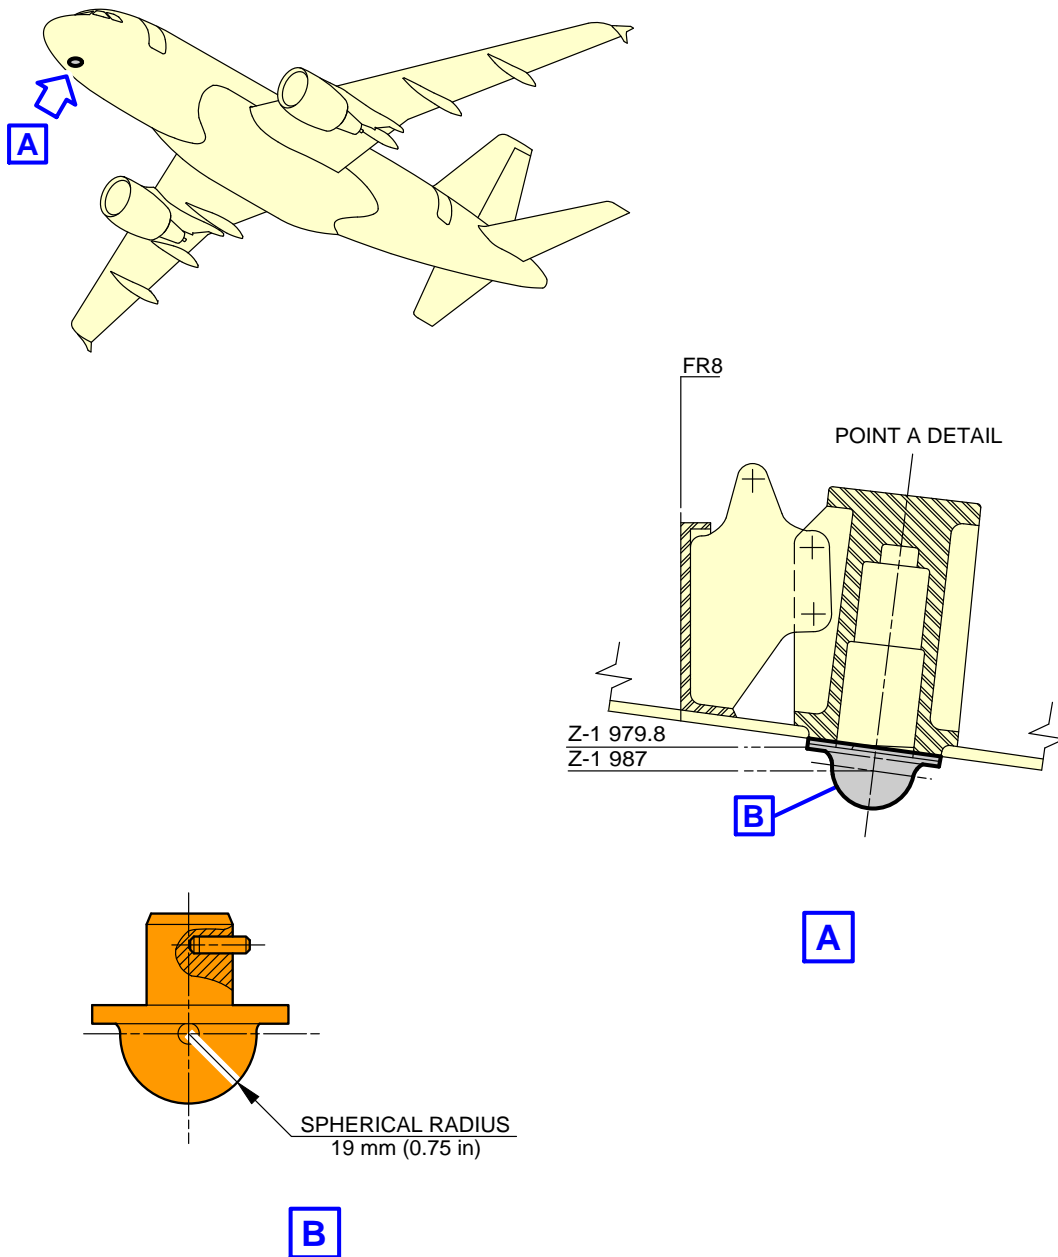 A
FR8
POINT A DETAIL
Z-1 979.8
Z-1 987
B
A
SPHERICAL RADIUS
19 mm (0.75 in)
B